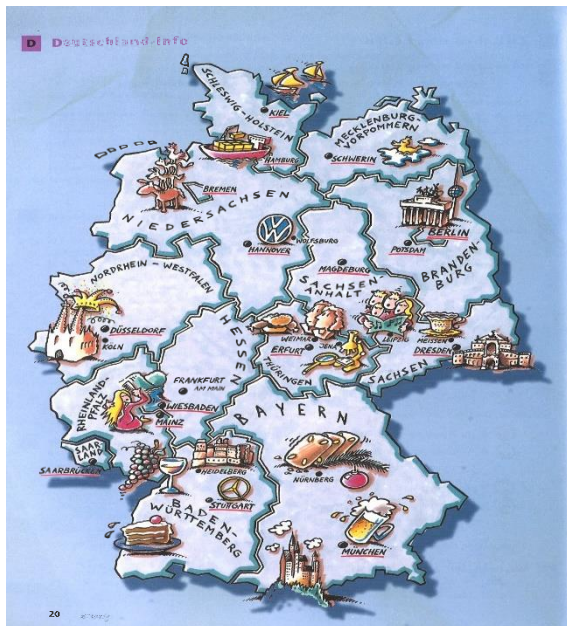 D Deutschland-Info
SCHLESWIG-HOLSTEIN
KIEL
MECKLENBURG-
VORPOMMERN
HAMBURG
SCHWERIN
BREMEN
NIEDERSACHSEN
BERLIN
HANNOVER
WOLFSBURG
POTSDAM
MAGDEBURG
BRANDEN-
BURG
NORDRHEIN-WESTFALEN
SACHSEN
ANHALT
DÜSSELDORF
KÖLN
HESSEN
WEIMAR
JENA
LEIPZIG
MEISSEN
ERFURT
DRESDEN
THÜRINGEN
SACHSEN
FRANKFURT
AM MAIN
RHEINLAND-
PFALZ
WIESBADEN
MAINZ
BAYERN
SAAR-
LAND
SAARBRÜCKEN
HEIDELBERG
NÜRNBERG
STUTTGART
BADEN-
WÜRTTEMBERG
MÜNCHEN
20